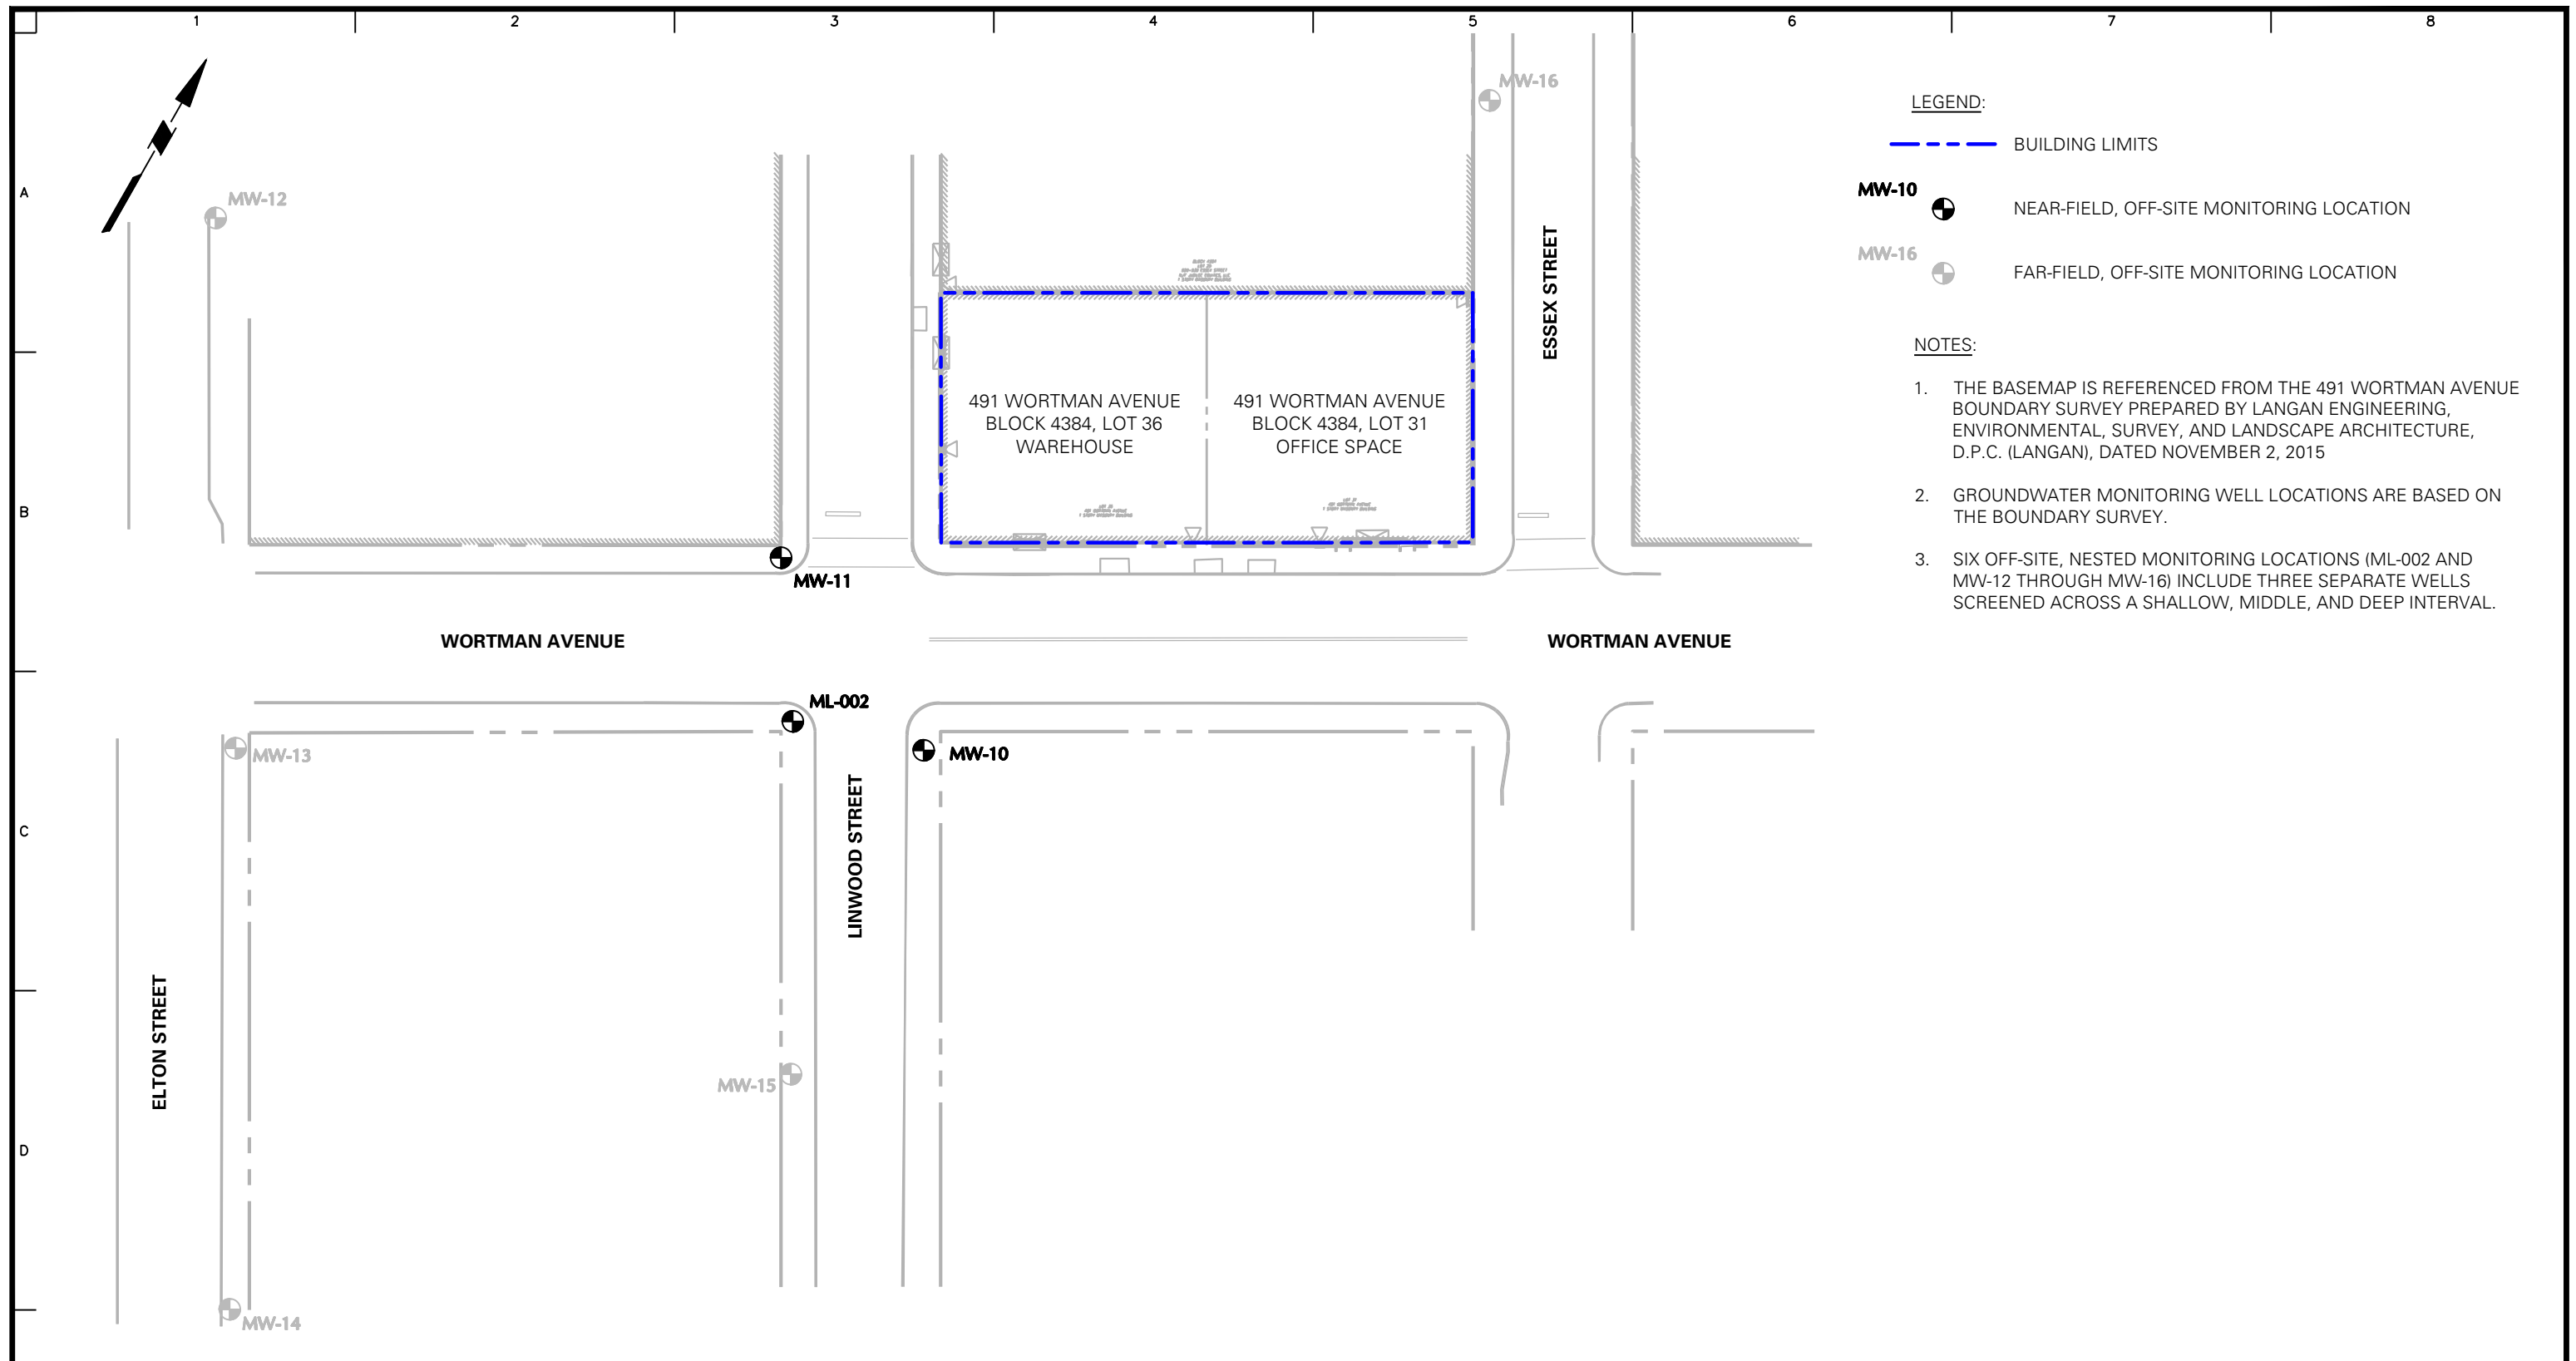 1 2 3 4 5 6 7 8
A
B
C
D
MW-16
MW-12
ESSEX STREET
491 WORTMAN AVENUE
BLOCK 4384, LOT 36
WAREHOUSE
491 WORTMAN AVENUE
BLOCK 4384, LOT 31
OFFICE SPACE
MW-11
WORTMAN AVENUE
WORTMAN AVENUE
ML-002
MW-13
MW-10
LINWOOD STREET
ELTON STREET
MW-15
MW-14
LEGEND:
BUILDING LIMITS
MW-10
NEAR-FIELD, OFF-SITE MONITORING LOCATION
MW-16
FAR-FIELD, OFF-SITE MONITORING LOCATION
NOTES:
1. THE BASEMAP IS REFERENCED FROM THE 491 WORTMAN AVENUE
BOUNDARY SURVEY PREPARED BY LANGAN ENGINEERING,
ENVIRONMENTAL, SURVEY, AND LANDSCAPE ARCHITECTURE,
D.P.C. (LANGAN), DATED NOVEMBER 2, 2015
2. GROUNDWATER MONITORING WELL LOCATIONS ARE BASED ON
THE BOUNDARY SURVEY.
3. SIX OFF-SITE, NESTED MONITORING LOCATIONS (ML-002 AND
MW-12 THROUGH MW-16) INCLUDE THREE SEPARATE WELLS
SCREENED ACROSS A SHALLOW, MIDDLE, AND DEEP INTERVAL.